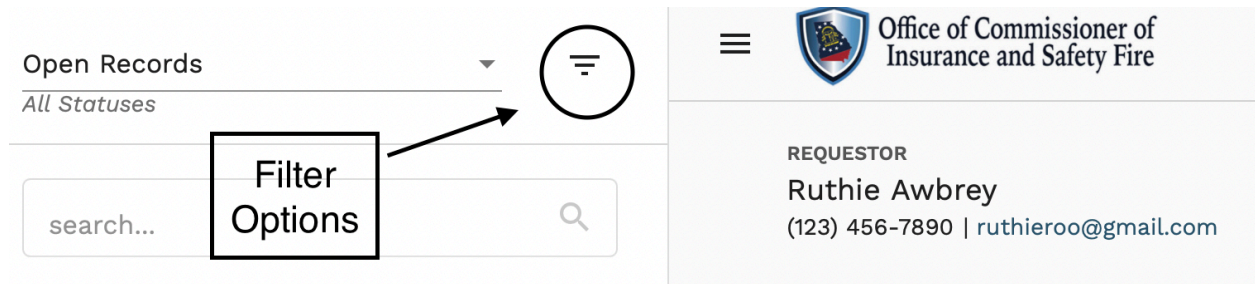 Open Records
All Statuses
Filter
Options
search...
Office of Commissioner of
Insurance and Safety Fire
REQUESTOR
Ruthie Awbrey
(123) 456-7890 | ruthieroo@gmail.com